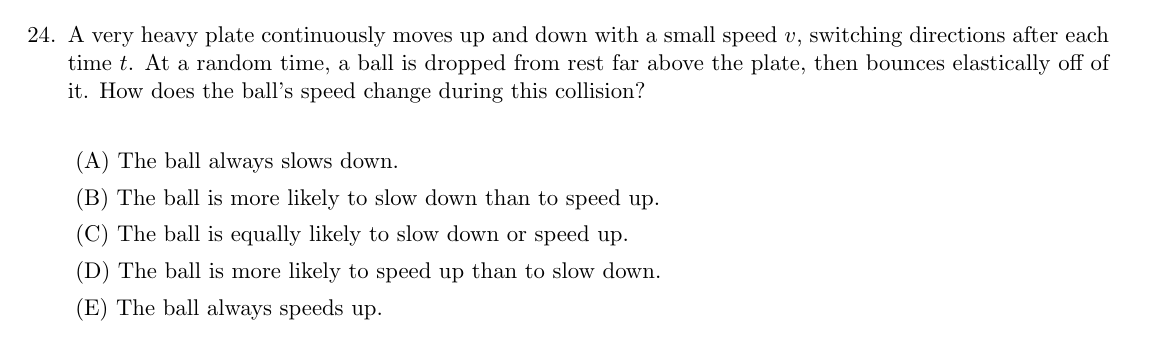 24. A very heavy plate continuously moves up and down with a small speed v, switching directions after each
time t. At a random time, a ball is dropped from rest far above the plate, then bounces elastically off of
it. How does the ball's speed change during this collision?
(A) The ball always slows down.
(B) The ball is more likely to slow down than to speed up.
(C) The ball is equally likely to slow down or speed up.
(D) The ball is more likely to speed up than to slow down.
(E) The ball always speeds up.